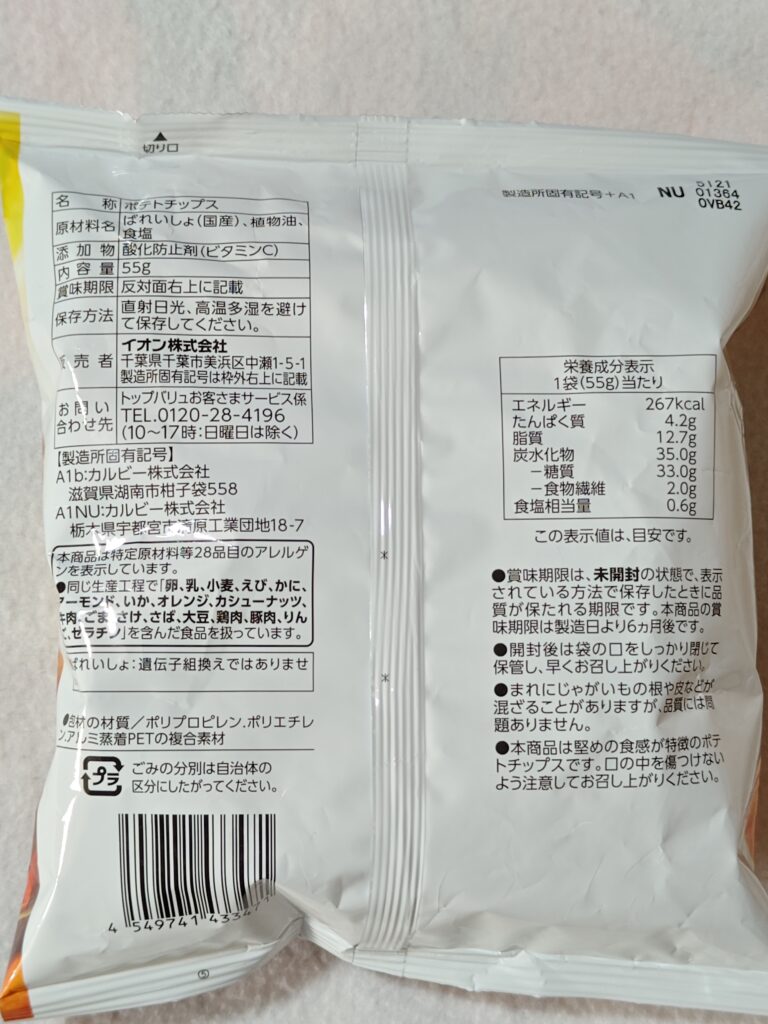 切り口
名 称 ポテトチップス
原材料名 ばれいしょ(国産)、植物油、
食塩
添 加 物 酸化防止剤(ビタミンC)
内 容 量 55g
賞味期限 反対面右上に記載
保存方法 直射日光、高温多湿を避け
て保存してください。
売 者 イオン株式会社
千葉県千葉市美浜区中瀬1-5-1
製造所固有記号は枠外右上に記載
お 問 い
合わせ先
トップバリュお客さまサービス係
TEL.0120-28-4196
(10〜17時:日曜日は除く)
【製造所固有記号】
A1b:カルビー株式会社
滋賀県湖南市柑子袋558
A1NU:カルビー株式会社
栃木県宇都宮市清原工業団地18-7
本商品は特定原材料等28品目のアレルゲ
ンを表示しています。
●同じ生産工程で「卵、乳、小麦、えび、かに、
アーモンド、いか、オレンジ、カシューナッツ、
牛肉、ごま、さけ、さば、大豆、鶏肉、豚肉、りん
ご、ゼラチン」を含んだ食品を扱っています。
ばれいしょ:遺伝子組換えではありませ
●包材の材質/ポリプロピレン.ポリエチレ
ン.アルミ蒸着PETの複合素材
プラ
ごみの分別は自治体の
区分にしたがってください。
4 549741 433
製造所固有記号+A1 NU
5121
01364
0VB42
栄養成分表示
1袋(55g)当たり
エネルギー 267kcal
たんぱく質 4.2g
脂質 12.7g
炭水化物 35.0g
−糖質 33.0g
−食物繊維 2.0g
食塩相当量 0.6g
この表示値は、目安です。
●賞味期限は、未開封の状態で、表示
されている方法で保存したときに品
質が保たれる期限です。本商品の賞
味期限は製造日より6ヵ月後です。
●開封後は袋の口をしっかり閉じて
保管し、早くお召し上がりください。
●まれにじゃがいもの根や皮などが
混ざることがありますが、品質には問
題ありません。
●本商品は堅めの食感が特徴のポテ
トチップスです。口の中を傷つけない
よう注意してお召し上がりください。